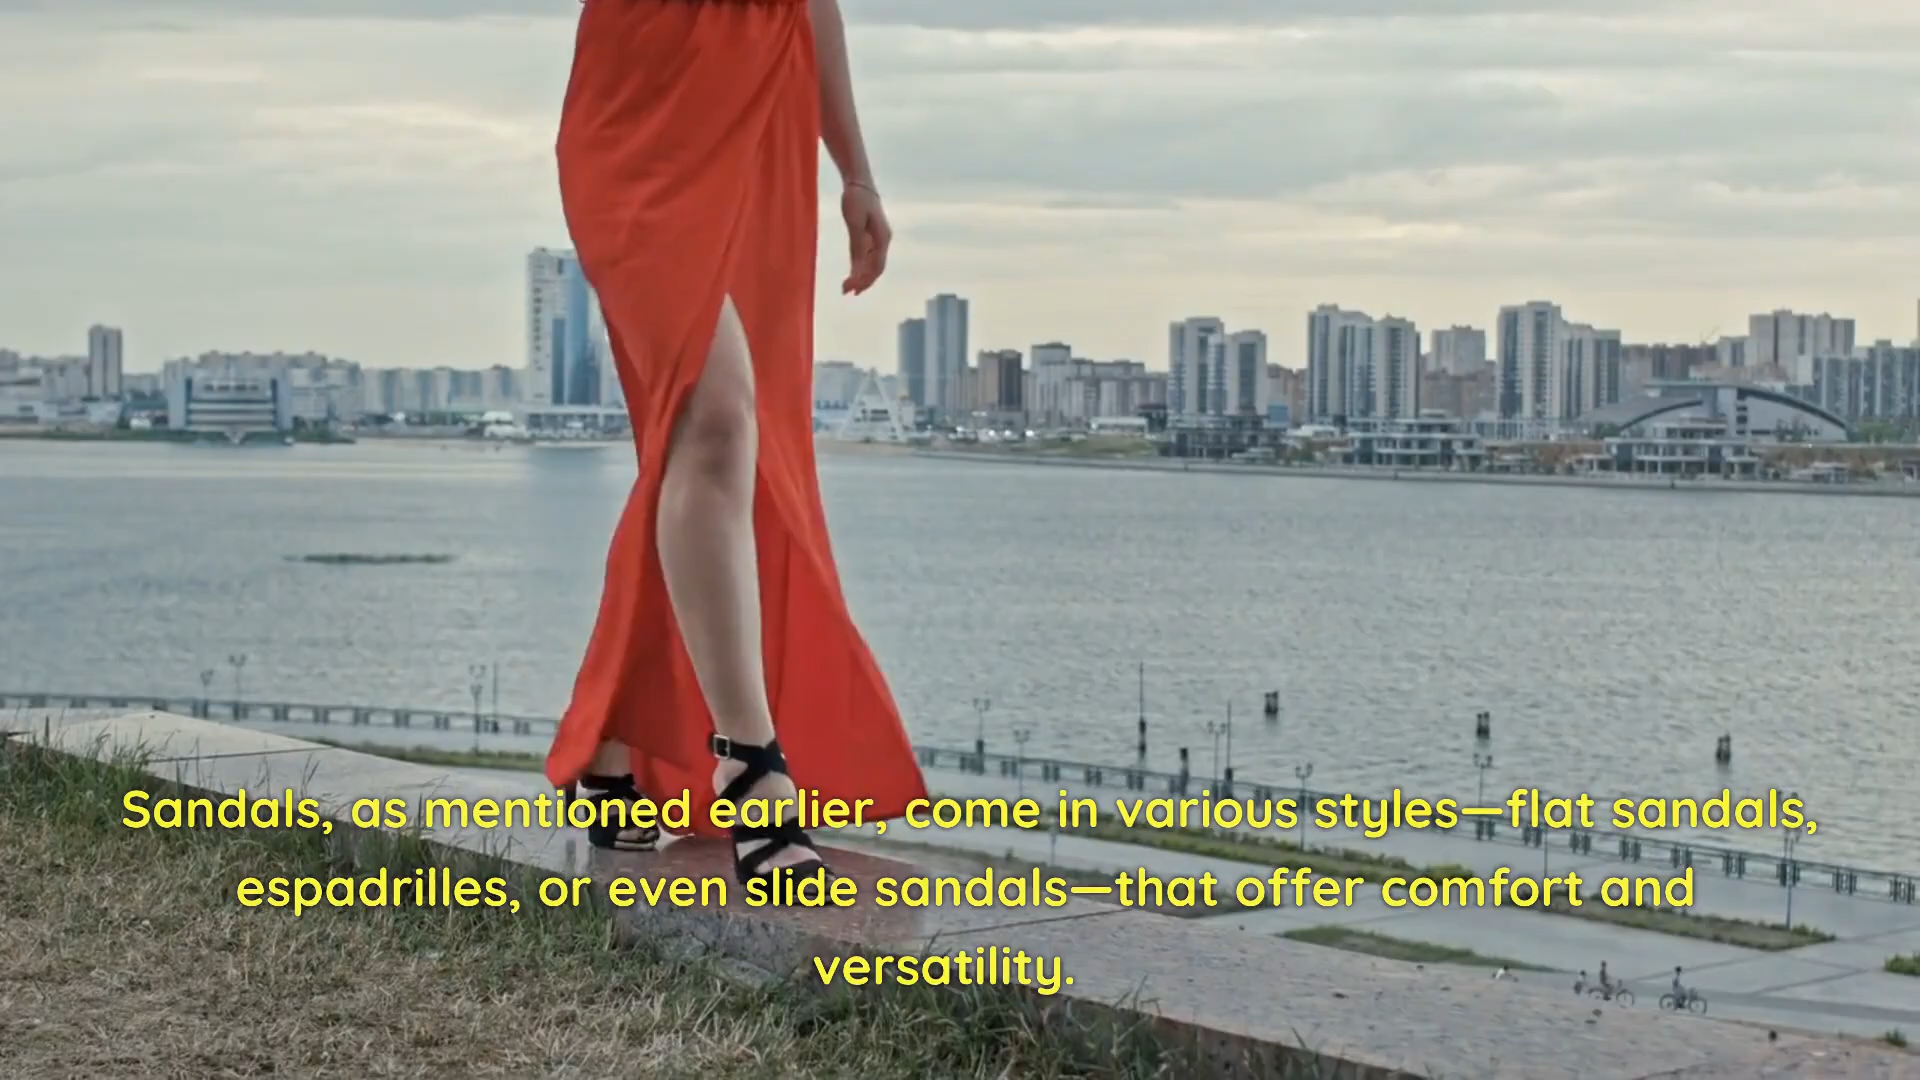 Sandals, as mentioned earlier, come in various styles—flat sandals,
espadrilles, or even slide sandals—that offer comfort and
versatility.